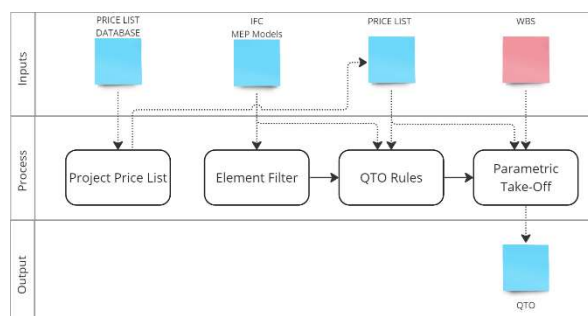 PRICE LIST
DATABASE
IFC
MEP Models
PRICE LIST
WBS
Inputs
Process
Project Price List
Element Filter
QTO Rules
Parametric
Take-Off
Output
QTO